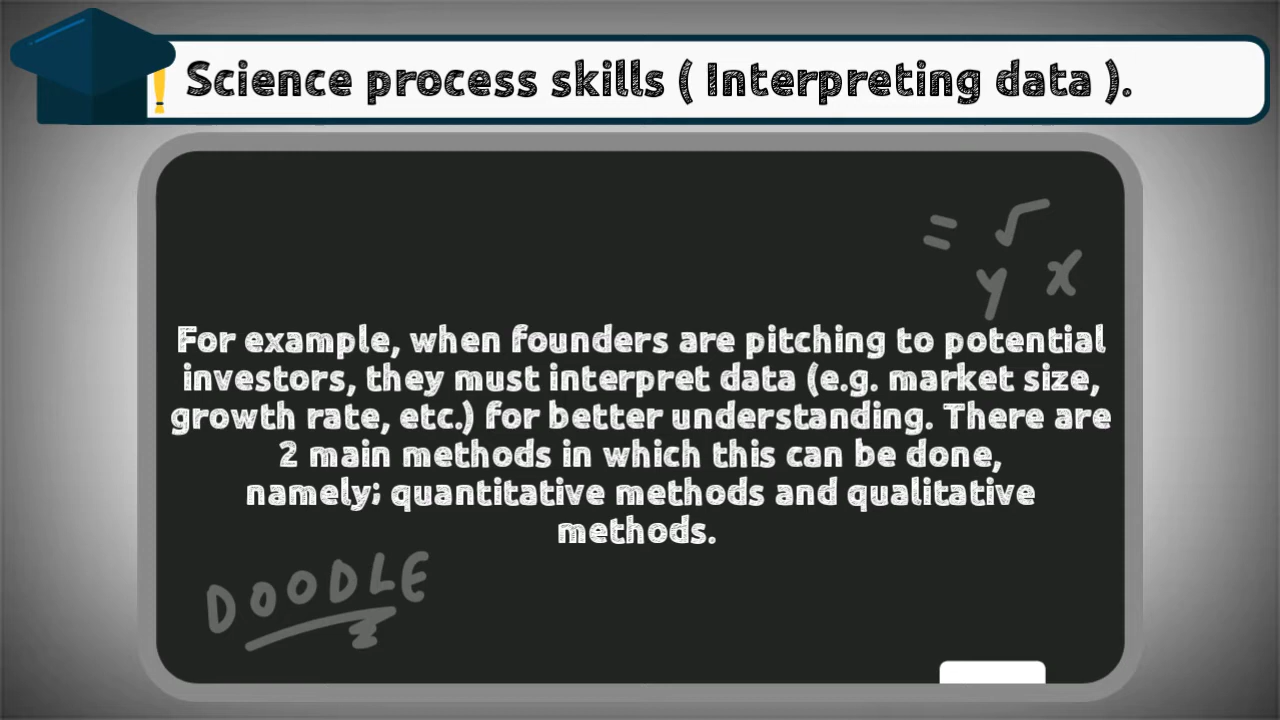 Science process skills ( Interpreting data ).
= √
y x
For example, when founders are pitching to potential
investors, they must interpret data (e.g. market size,
growth rate, etc.) for better understanding. There are
2 main methods in which this can be done,
namely; quantitative methods and qualitative
methods.
DOODLE